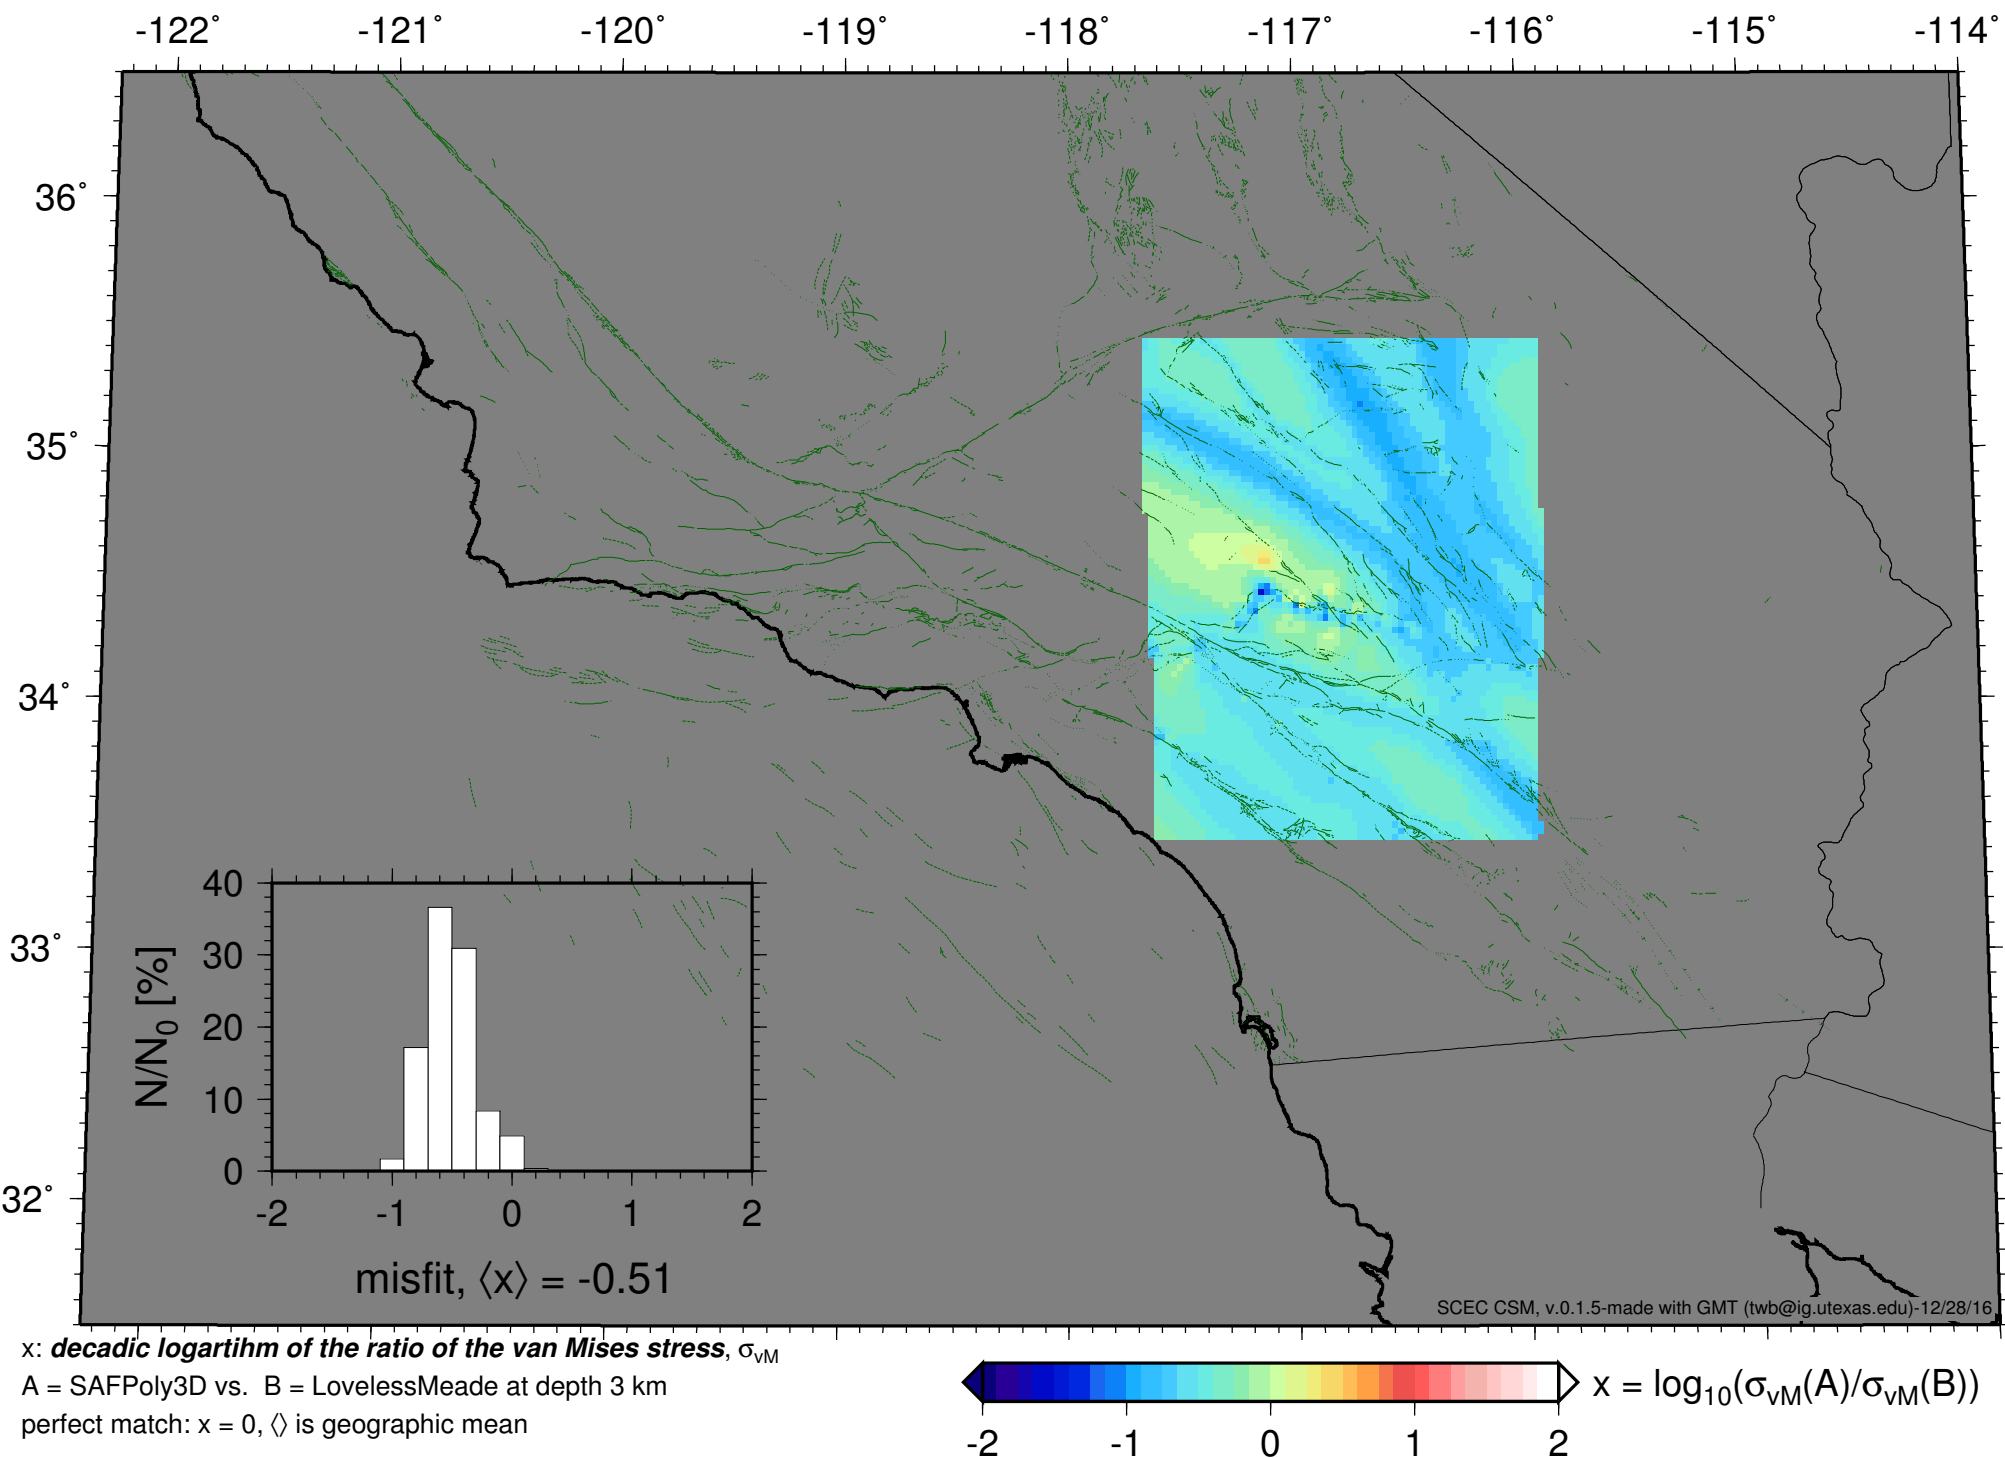 -122° -121° -120° -119° -118° -117° -116° -115° -114°
36°
35°
34°
33°
32°
40
30
20
10
0
N/N0 [%]
-2 -1 0 1 2
misfit, ⟨x⟩ = -0.51
SCEC CSM, v.0.1.5-made with GMT (twb@ig.utexas.edu)-12/28/16
x: decadic logartihm of the ratio of the van Mises stress, σvM
A = SAFPoly3D vs. B = LovelessMeade at depth 3 km
perfect match: x = 0, ⟨⟩ is geographic mean
x = log10(σvM(A)/σvM(B))
-2 -1 0 1 2